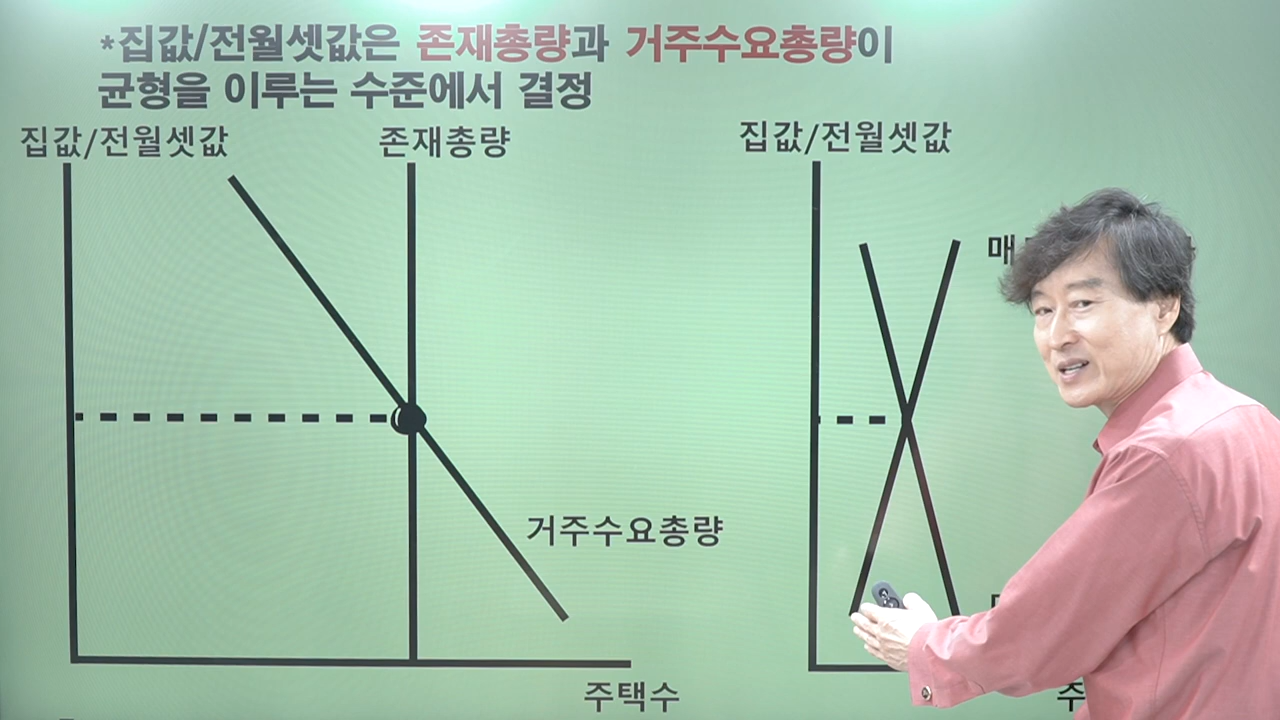 *집값/전월셋값은 존재총량과 거주수요총량이
균형을 이루는 수준에서 결정
집값/전월셋값
존재총량
거주수요총량
주택수
집값/전월셋값